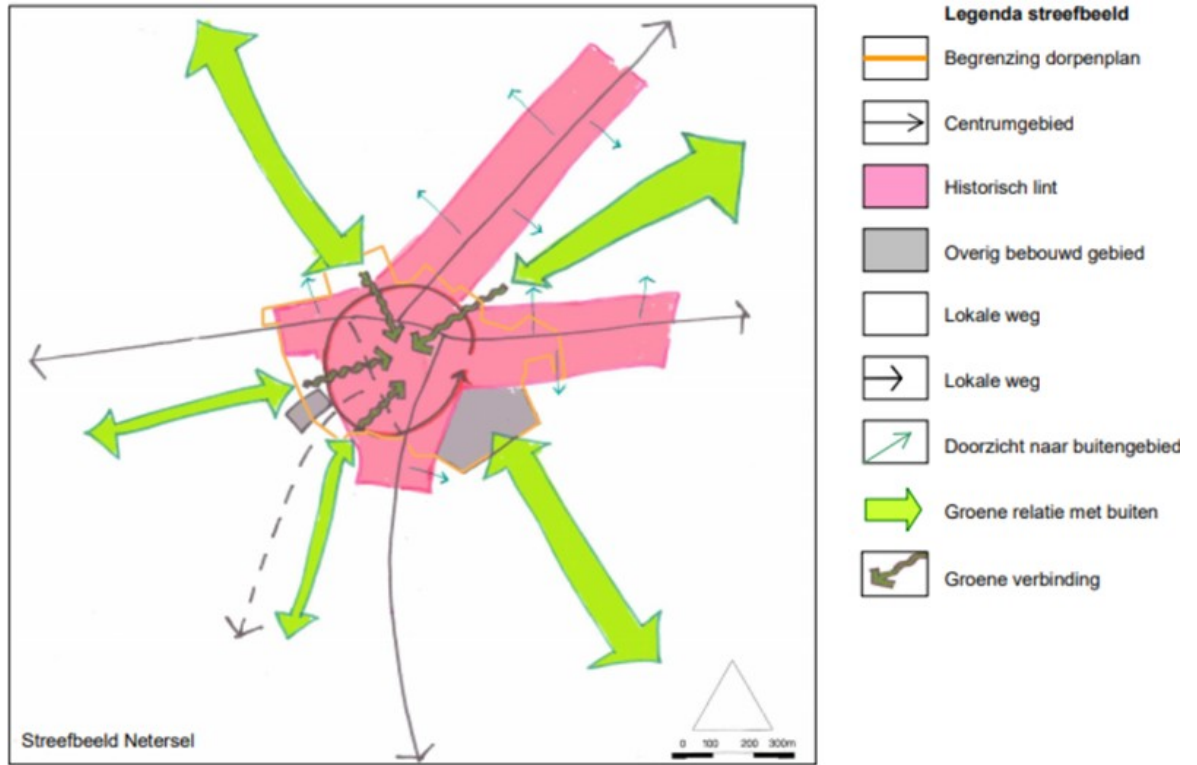 Legenda streefbeeld
Begrenzing dorpenplan
Centrumgebied
Historisch lint
Overig bebouwd gebied
Lokale weg
Lokale weg
Doorzicht naar buitengebied
Groene relatie met buiten
Groene verbinding
Streefbeeld Netersel
0 100 200 300m